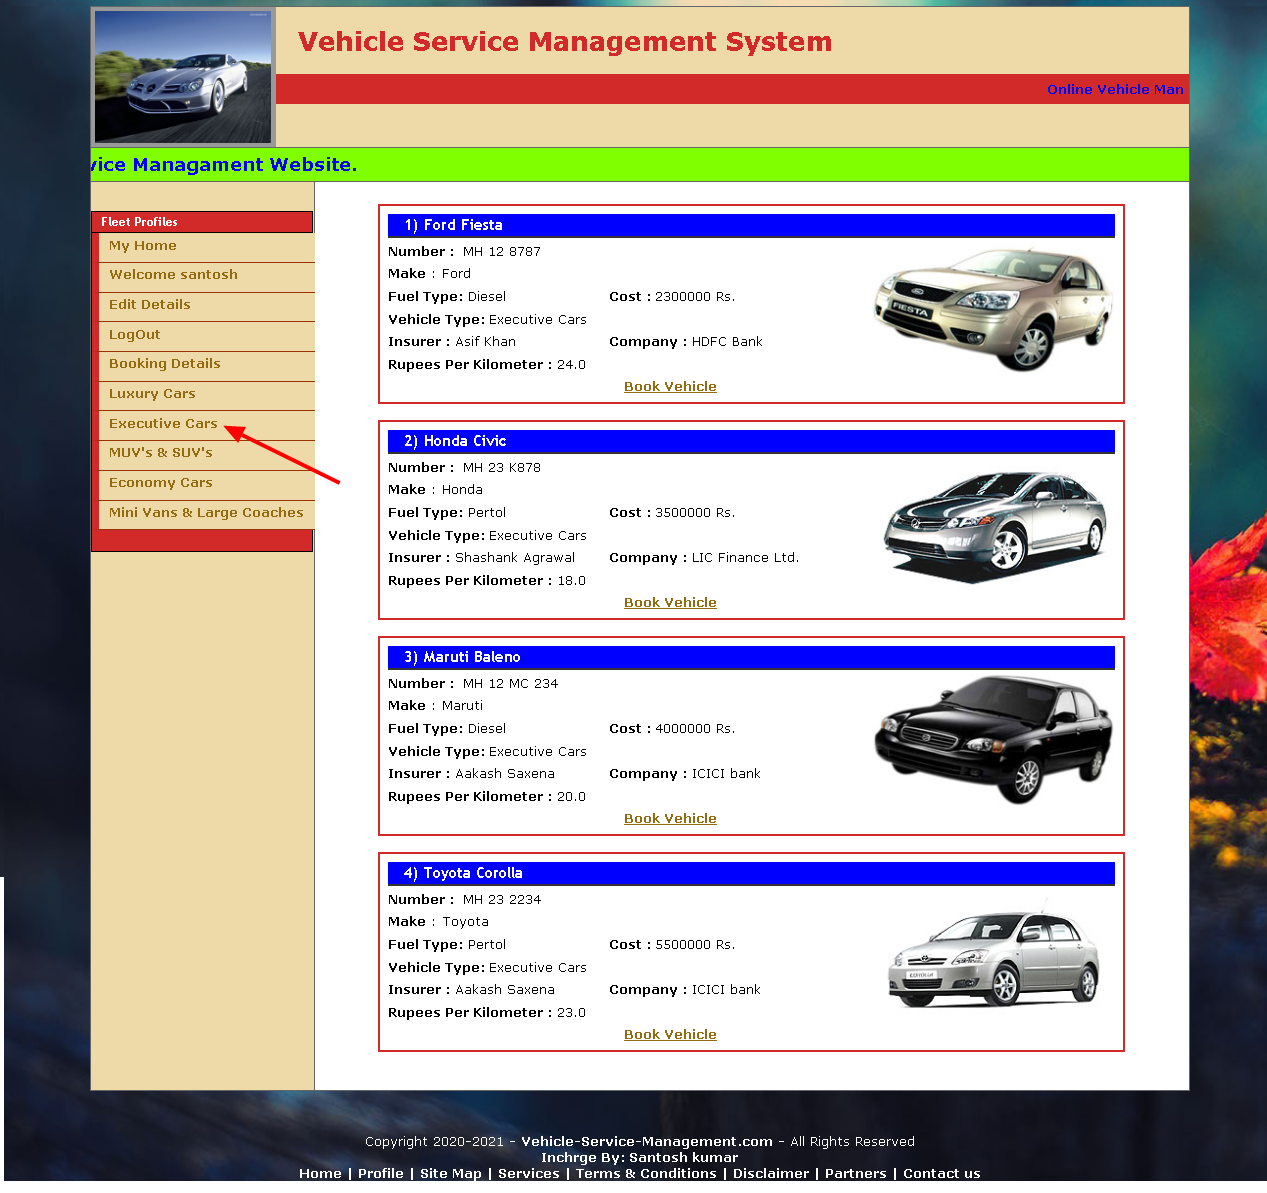 Vehicle Service Management System
Online Vehicle Man
vice Managament Website.
Fleet Profiles
My Home
Welcome santosh
Edit Details
LogOut
Booking Details
Luxury Cars
Executive Cars
MUV's & SUV's
Economy Cars
Mini Vans & Large Coaches
1) Ford Fiesta
Number : MH 12 8787
Make : Ford
Fuel Type: Diesel Cost : 2300000 Rs.
Vehicle Type: Executive Cars
Insurer : Asif Khan Company : HDFC Bank
Rupees Per Kilometer : 24.0
Book Vehicle
FIESTA
2) Honda Civic
Number : MH 23 K878
Make : Honda
Fuel Type: Pertol Cost : 3500000 Rs.
Vehicle Type: Executive Cars
Insurer : Shashank Agrawal Company : LIC Finance Ltd.
Rupees Per Kilometer : 18.0
Book Vehicle
3) Maruti Baleno
Number : MH 12 MC 234
Make : Maruti
Fuel Type: Diesel Cost : 4000000 Rs.
Vehicle Type: Executive Cars
Insurer : Aakash Saxena Company : ICICI bank
Rupees Per Kilometer : 20.0
Book Vehicle
4) Toyota Corolla
Number : MH 23 2234
Make : Toyota
Fuel Type: Pertol Cost : 5500000 Rs.
Vehicle Type: Executive Cars
Insurer : Aakash Saxena Company : ICICI bank
Rupees Per Kilometer : 23.0
Book Vehicle
COROLLA
Copyright 2020-2021 - Vehicle-Service-Management.com - All Rights Reserved
Inchrge By: Santosh kumar
Home | Profile | Site Map | Services | Terms & Conditions | Disclaimer | Partners | Contact us